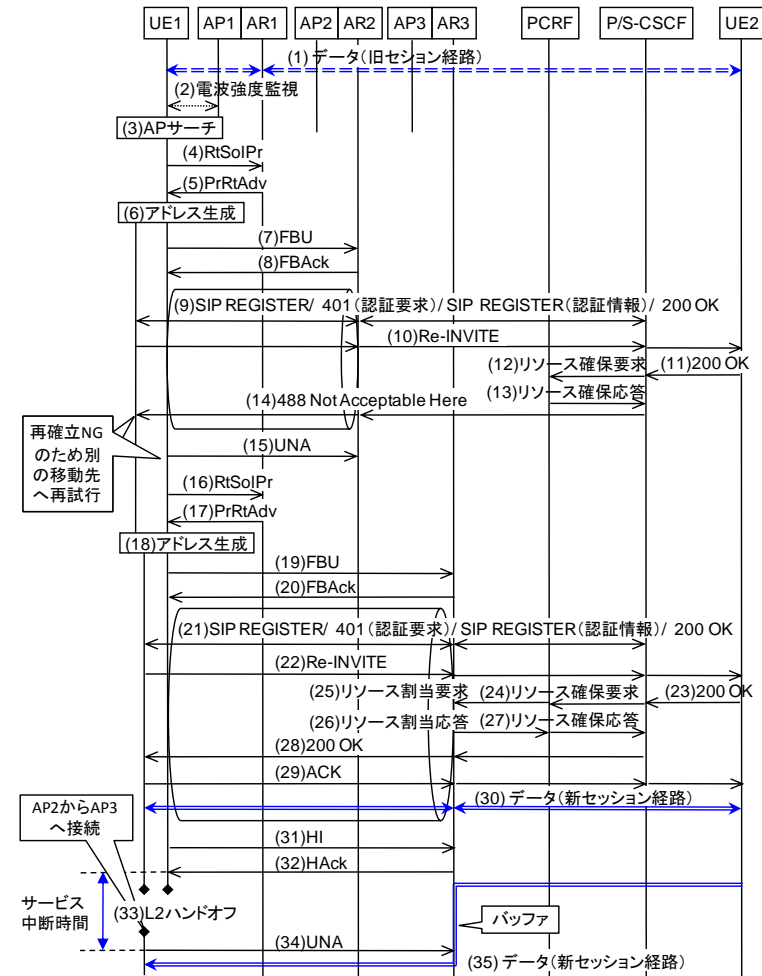 UE1 AP1 AR1 AP2 AR2 AP3 AR3 PCRF P/S-CSCF UE2
(1) データ(旧セション経路)
(2)電波強度監視
(3)APサーチ
(4)RtSolPr
(5)PrRtAdv
(6)アドレス生成
(7)FBU
(8)FBAck
(9)SIP REGISTER/ 401(認証要求)/ SIP REGISTER(認証情報)/ 200 OK
(10)Re-INVITE
(12)リソース確保要求 (11)200 OK
(13)リソース確保応答
(14)488 Not Acceptable Here
再確立NG
のため別
の移動先
へ再試行
(15)UNA
(16)RtSolPr
(17)PrRtAdv
(18)アドレス生成
(19)FBU
(20)FBAck
(21)SIP REGISTER/ 401(認証要求)/ SIP REGISTER(認証情報)/ 200 OK
(22)Re-INVITE
(25)リソース割当要求 (24)リソース確保要求 (23)200 OK
(26)リソース割当応答 (27)リソース確保応答
(28)200 OK
(29)ACK
(30) データ(新セッション経路)
AP2からAP3
へ接続
(31)HI
(32)HAck
サービス
中断時間
(33)L2ハンドオフ
バッファ
(34)UNA
(35) データ(新セッション経路)